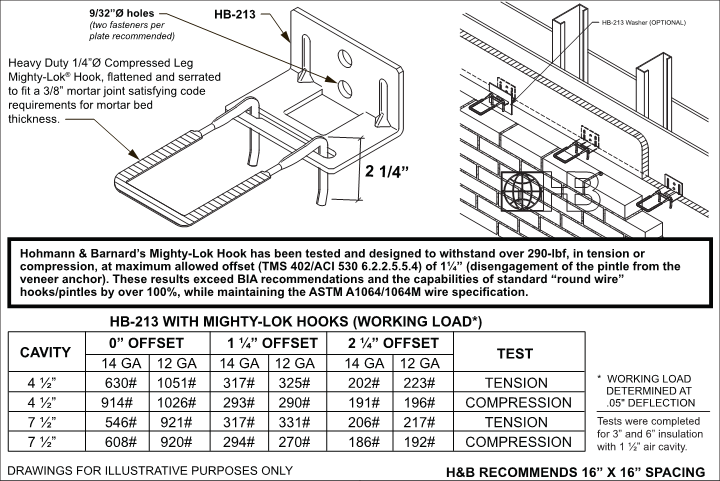 9/32”Ø holes
(two fasteners per
plate recommended)
HB-213
HB-213 Washer (OPTIONAL)
Heavy Duty 1/4”Ø Compressed Leg
Mighty-Lok® Hook, flattened and serrated
to fit a 3/8” mortar joint satisfying code
requirements for mortar bed
thickness.
2 1/4”
HB
Hohmann & Barnard’s Mighty-Lok Hook has been tested and designed to withstand over 290-lbf, in tension or
compression, at maximum allowed offset (TMS 402/ACI 530 6.2.2.5.5.4) of 1¼” (disengagement of the pintle from the
veneer anchor). These results exceed BIA recommendations and the capabilities of standard “round wire”
hooks/pintles by over 100%, while maintaining the ASTM A1064/1064M wire specification.
HB-213 WITH MIGHTY-LOK HOOKS (WORKING LOAD*)
CAVITY 0” OFFSET 1 ¼” OFFSET 2 ¼” OFFSET TEST
14 GA 12 GA 14 GA 12 GA 14 GA 12 GA
4 ½” 630# 1051# 317# 325# 202# 223# TENSION
4 ½” 914# 1026# 293# 290# 191# 196# COMPRESSION
7 ½” 546# 921# 317# 331# 206# 217# TENSION
7 ½” 608# 920# 294# 270# 186# 192# COMPRESSION
* WORKING LOAD
DETERMINED AT
.05" DEFLECTION
Tests were completed
for 3” and 6” insulation
with 1 ½” air cavity.
DRAWINGS FOR ILLUSTRATIVE PURPOSES ONLY
H&B RECOMMENDS 16” X 16” SPACING